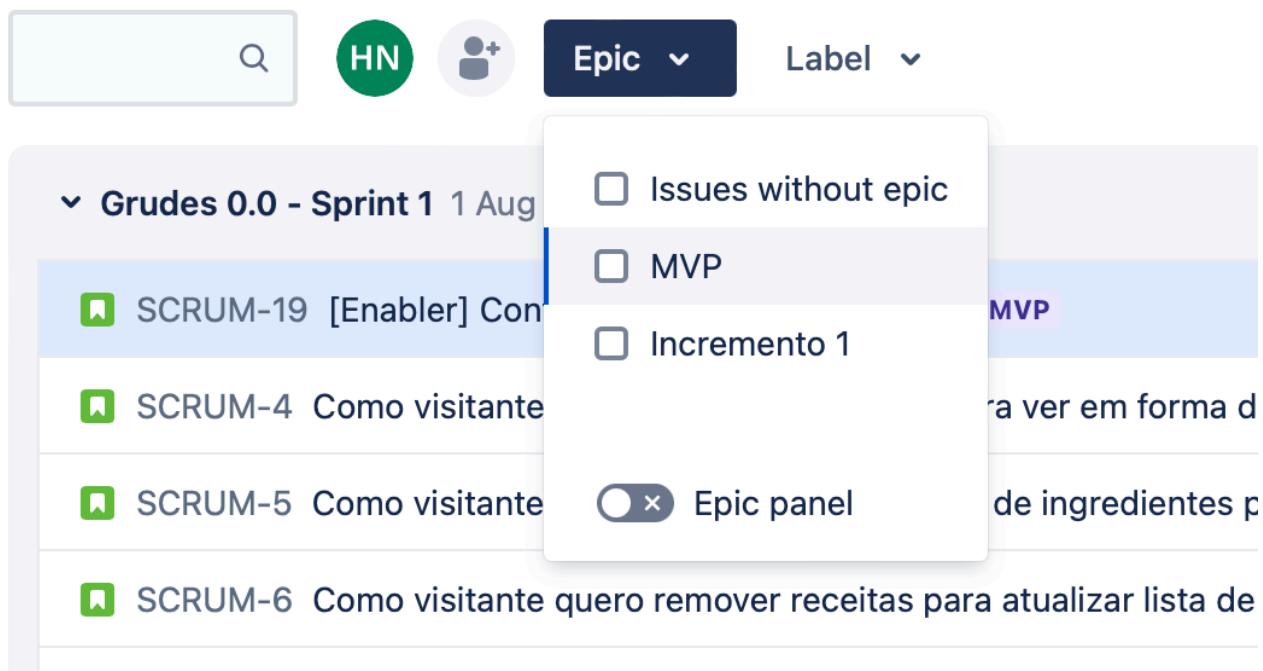 HN Epic Label
Issues without epic
Grudes 0.0 - Sprint 1 1 Aug
MVP
SCRUM-19 [Enabler] MVP
Incremento 1
SCRUM-4 Como visitante ver em forma
SCRUM-5 Como visitante Epic panel de ingredientes
SCRUM-6 Como visitante quero remover receitas para atualizar lista de